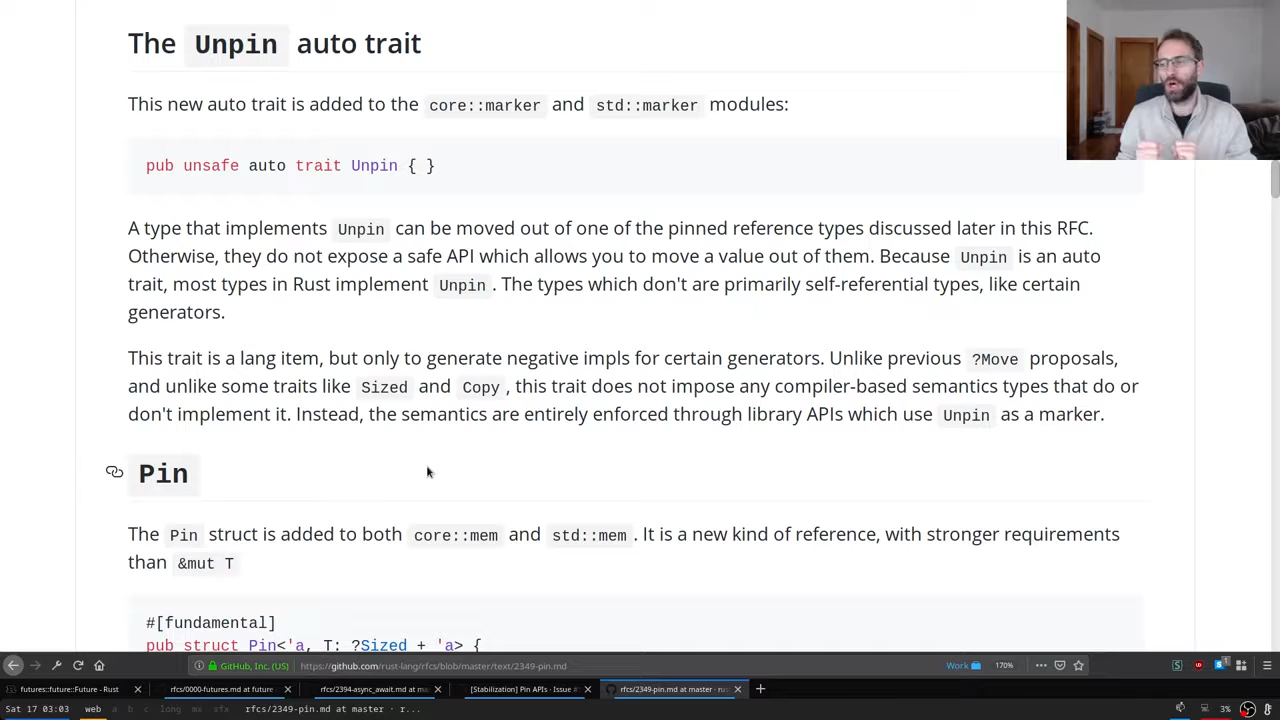 The Unpin auto trait
This new auto trait is added to the core::marker and std::marker modules:
pub unsafe auto trait Unpin { }
A type that implements Unpin can be moved out of one of the pinned reference types discussed later in this RFC.
Otherwise, they do not expose a safe API which allows you to move a value out of them. Because Unpin is an auto
trait, most types in Rust implement Unpin. The types which don't are primarily self-referential types, like certain
generators.
This trait is a lang item, but only to generate negative impls for certain generators. Unlike previous ?Move proposals,
and unlike some traits like Sized and Copy, this trait does not impose any compiler-based semantics types that do or
don't implement it. Instead, the semantics are entirely enforced through library APIs which use Unpin as a marker.
Pin
The Pin struct is added to both core::mem and std::mem. It is a new kind of reference, with stronger requirements
than &mut T
#[fundamental]
pub struct Pin<'a, T: ?Sized + 'a> {
GitHub, Inc. (US) https://github.com/rust-lang/rfcs/blob/master/text/2349-pin.md Work 170%
futures::future::Future - Rust rfcs/0000-futures.md at future rfcs/2394-async_await.md at mas [Stabilization] Pin APIs · Issue # rfcs/2349-pin.md at master · rus
Sat 17 03:03 web a b c long ms sfa rfcs/2349-pin.md at master · r... 3%